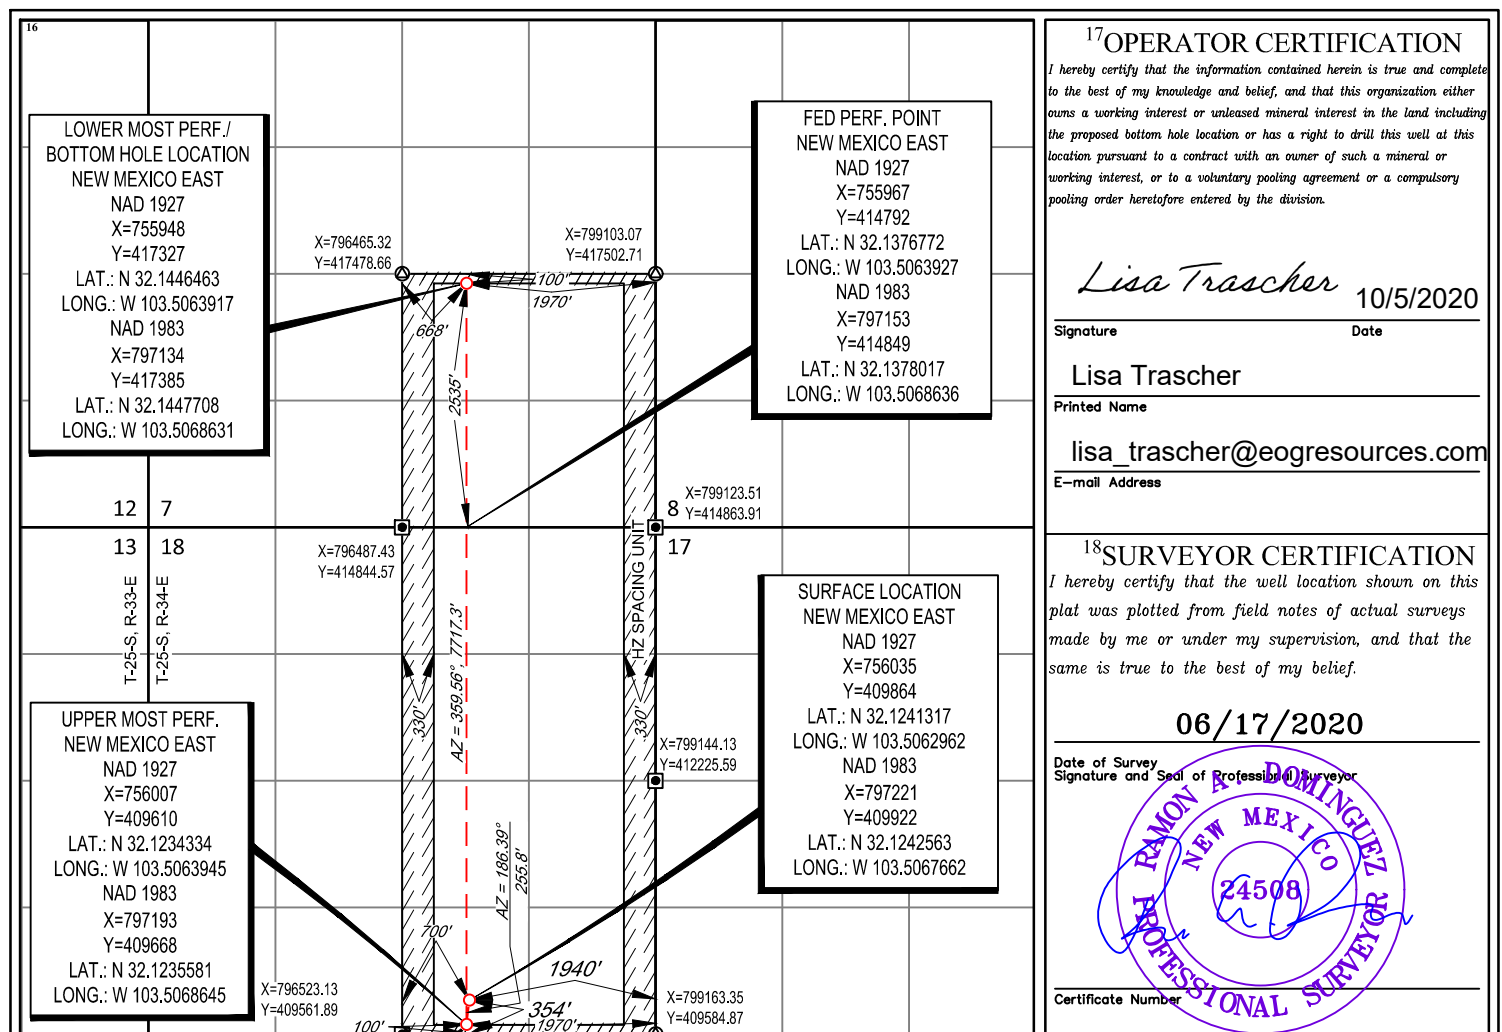 16
LOWER MOST PERF./
BOTTOM HOLE LOCATION
NEW MEXICO EAST
NAD 1927
X=755948
Y=417327
LAT.: N 32.1446463
LONG.: W 103.5063917
NAD 1983
X=797134
Y=417385
LAT.: N 32.1447708
LONG.: W 103.5068631
FED PERF. POINT
NEW MEXICO EAST
NAD 1927
X=755967
Y=414792
LAT.: N 32.1376772
LONG.: W 103.5063927
NAD 1983
X=797153
Y=414849
LAT.: N 32.1378017
LONG.: W 103.5068636
X=796465.32
Y=417478.66
X=799103.07
Y=417502.71
100'
1970'
668'
2535'
12 7
13 18
T-25-S, R-33-E
T-25-S, R-34-E
X=796487.43
Y=414844.57
8
17
X=799123.51
Y=414863.91
HZ SPACING UNIT
330'
AZ = 359.56°, 7717.3'
330'
SURFACE LOCATION
NEW MEXICO EAST
NAD 1927
X=756035
Y=409864
LAT.: N 32.1241317
LONG.: W 103.5062962
NAD 1983
X=797221
Y=409922
LAT.: N 32.1242563
LONG.: W 103.5067662
UPPER MOST PERF.
NEW MEXICO EAST
NAD 1927
X=756007
Y=409610
LAT.: N 32.1234334
LONG.: W 103.5063945
NAD 1983
X=797193
Y=409668
LAT.: N 32.1235581
LONG.: W 103.5068645
X=799144.13
Y=412225.59
AZ = 186.39°
255.8'
700'
1940'
354'
1970'
100'
X=796523.13
Y=409561.89
X=799163.35
Y=409584.87
17OPERATOR CERTIFICATION
I hereby certify that the information contained herein is true and complete
to the best of my knowledge and belief, and that this organization either
owns a working interest or unleased mineral interest in the land including
the proposed bottom hole location or has a right to drill this well at this
location pursuant to a contract with an owner of such a mineral or
working interest, or to a voluntary pooling agreement or a compulsory
pooling order heretofore entered by the division.
Lisa Trascher 10/5/2020
Signature Date
Lisa Trascher
Printed Name
lisa_trascher@eogresources.com
E-mail Address
18SURVEYOR CERTIFICATION
I hereby certify that the well location shown on this
plat was plotted from field notes of actual surveys
made by me or under my supervision, and that the
same is true to the best of my belief.
06/17/2020
Date of Survey
Signature and Seal of Professional Surveyor
RAMON A. DOMINGUEZ
NEW MEXICO
24508
PROFESSIONAL SURVEYOR
Certificate Number